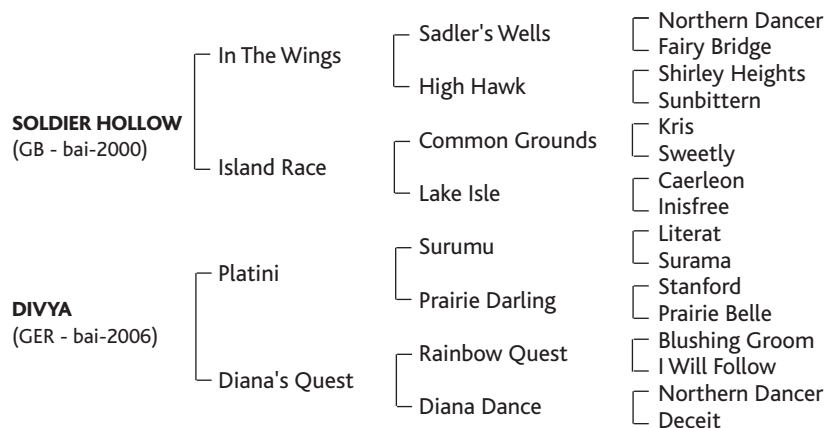 SOLDIER HOLLOW
(GB - bai-2000)
In The Wings
Sadler's Wells
Northern Dancer
Fairy Bridge
High Hawk
Shirley Heights
Sunbittern
Island Race
Common Grounds
Kris
Sweetly
Lake Isle
Caerleon
Inisfree
DIVYA
(GER - bai-2006)
Platini
Surumu
Literat
Surama
Prairie Darling
Stanford
Prairie Belle
Diana's Quest
Rainbow Quest
Blushing Groom
I Will Follow
Diana Dance
Northern Dancer
Deceit